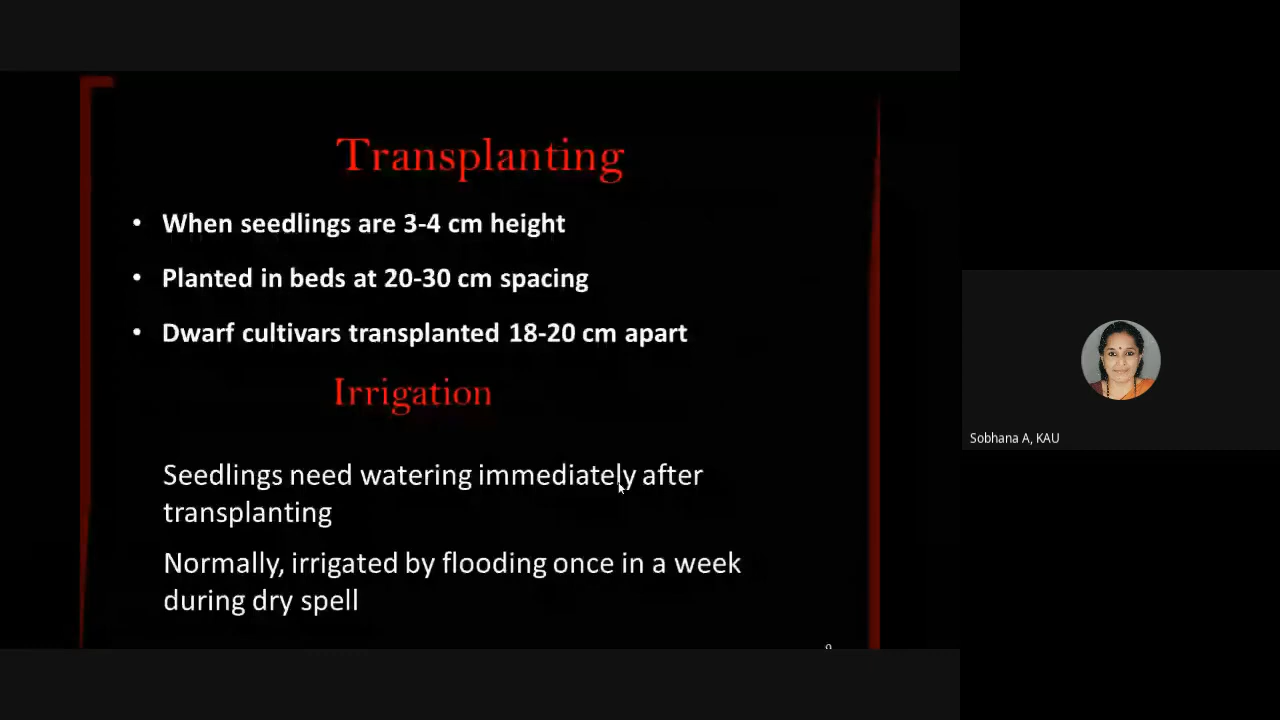 Transplanting
• When seedlings are 3-4 cm height
• Planted in beds at 20-30 cm spacing
• Dwarf cultivars transplanted 18-20 cm apart
Irrigation
Seedlings need watering immediately after
transplanting
Normally, irrigated by flooding once in a week
during dry spell
Sobhana A, KAU